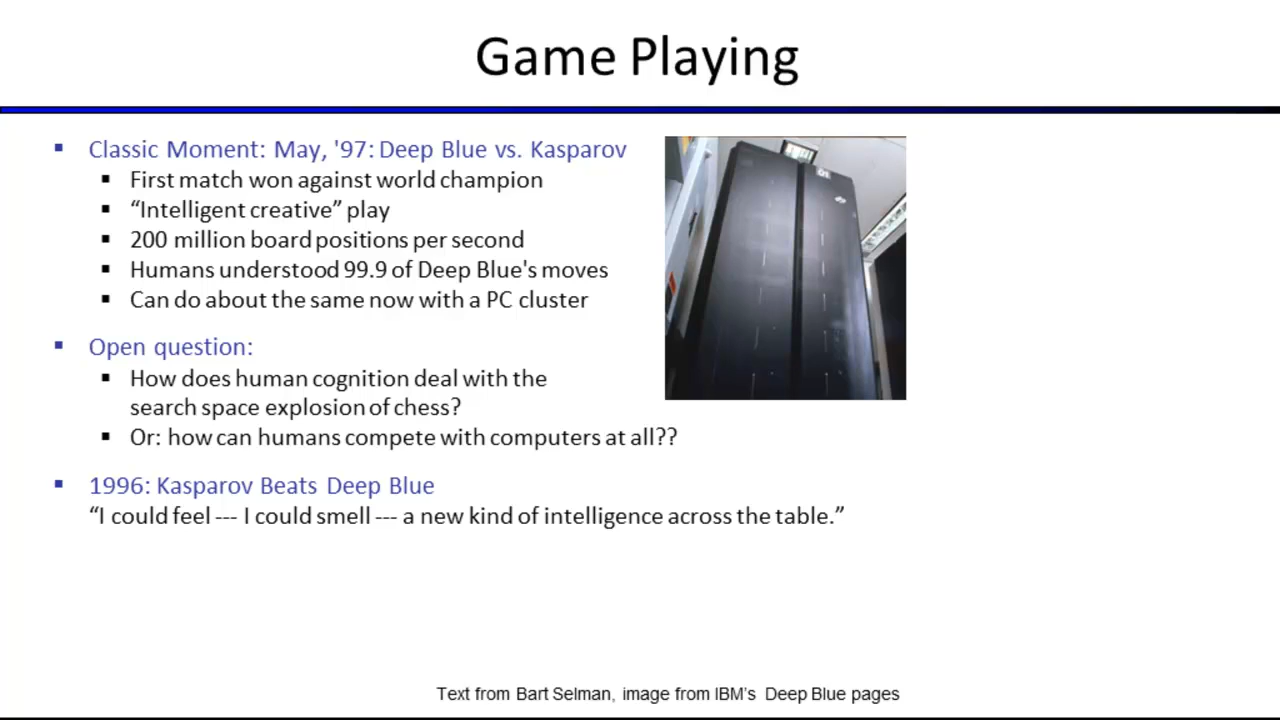 Game Playing
▪ Classic Moment: May, '97: Deep Blue vs. Kasparov
▪ First match won against world champion
▪ “Intelligent creative” play
▪ 200 million board positions per second
▪ Humans understood 99.9 of Deep Blue's moves
▪ Can do about the same now with a PC cluster
▪ Open question:
▪ How does human cognition deal with the
search space explosion of chess?
▪ Or: how can humans compete with computers at all??
▪ 1996: Kasparov Beats Deep Blue
“I could feel --- I could smell --- a new kind of intelligence across the table.”
Text from Bart Selman, image from IBM’s Deep Blue pages